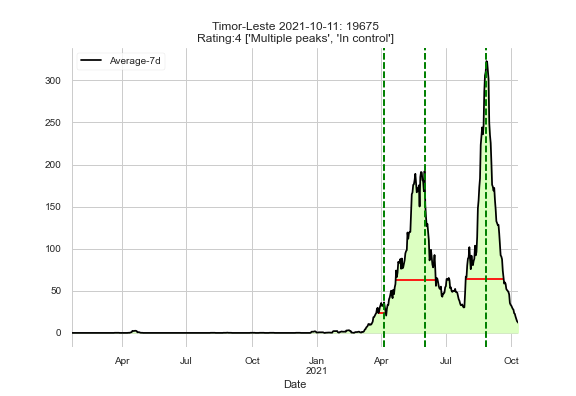 Timor-Leste 2021-10-11: 19675
Rating:4 ['Multiple peaks', 'In control']
Average-7d
300
250
200
150
100
50
0
Apr Jul Oct Jan Apr Jul Oct
2021
Date